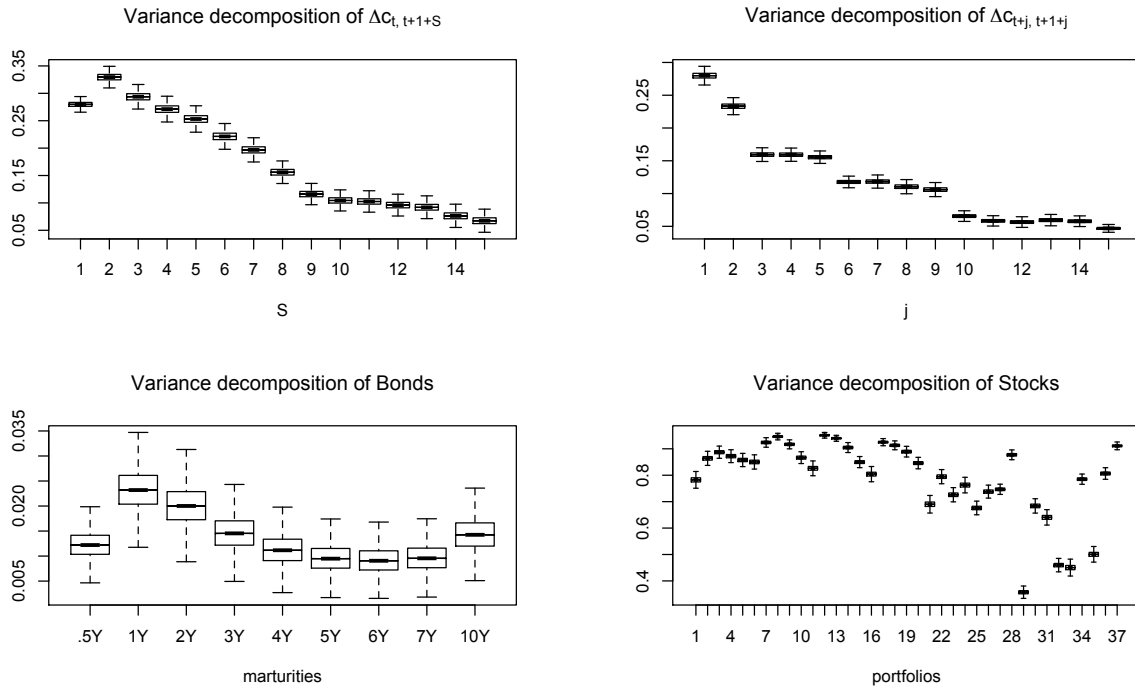 Variance decomposition of Δc_{t, t+1+S}
0.35
0.25
0.15
0.05
1 2 3 4 5 6 7 8 9 10 12 14
S
Variance decomposition of Δc_{t+j, t+1+j}
0.25
0.15
0.05
1 2 3 4 5 6 7 8 9 10 12 14
j
Variance decomposition of Bonds
0.035
0.020
0.005
.5Y 1Y 2Y 3Y 4Y 5Y 6Y 7Y 10Y
marturities
Variance decomposition of Stocks
0.8
0.6
0.4
1 4 7 10 13 16 19 22 25 28 31 34 37
portfolios